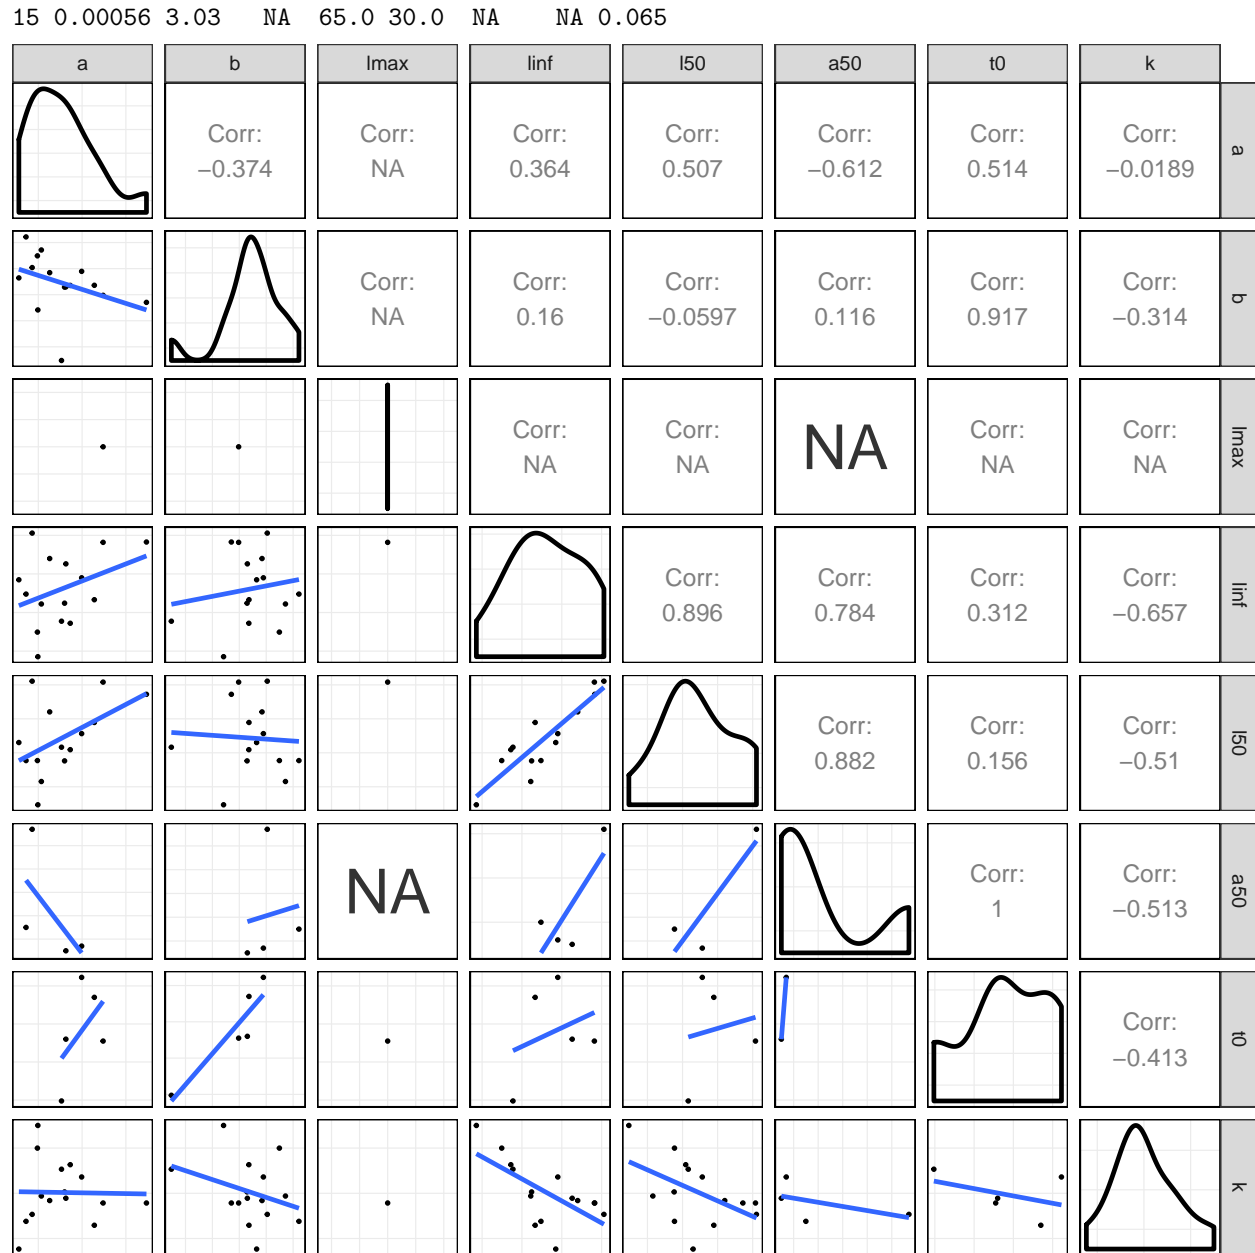 15 0.00056 3.03 NA 65.0 30.0 NA NA 0.065
a b lmax linf l50 a50 t0 k
Corr: Corr: Corr: Corr: Corr: Corr: Corr:
−0.374 NA 0.364 0.507 −0.612 0.514 −0.0189
a
Corr: Corr: Corr: Corr: Corr: Corr:
NA 0.16 −0.0597 0.116 0.917 −0.314
b
Corr: Corr: NA Corr: Corr:
NA NA NA NA
lmax
Corr: Corr: Corr: Corr:
0.896 0.784 0.312 −0.657
linf
Corr: Corr: Corr:
0.882 0.156 −0.51
l50
NA Corr: Corr:
1 −0.513
a50
Corr:
−0.413
t0
k